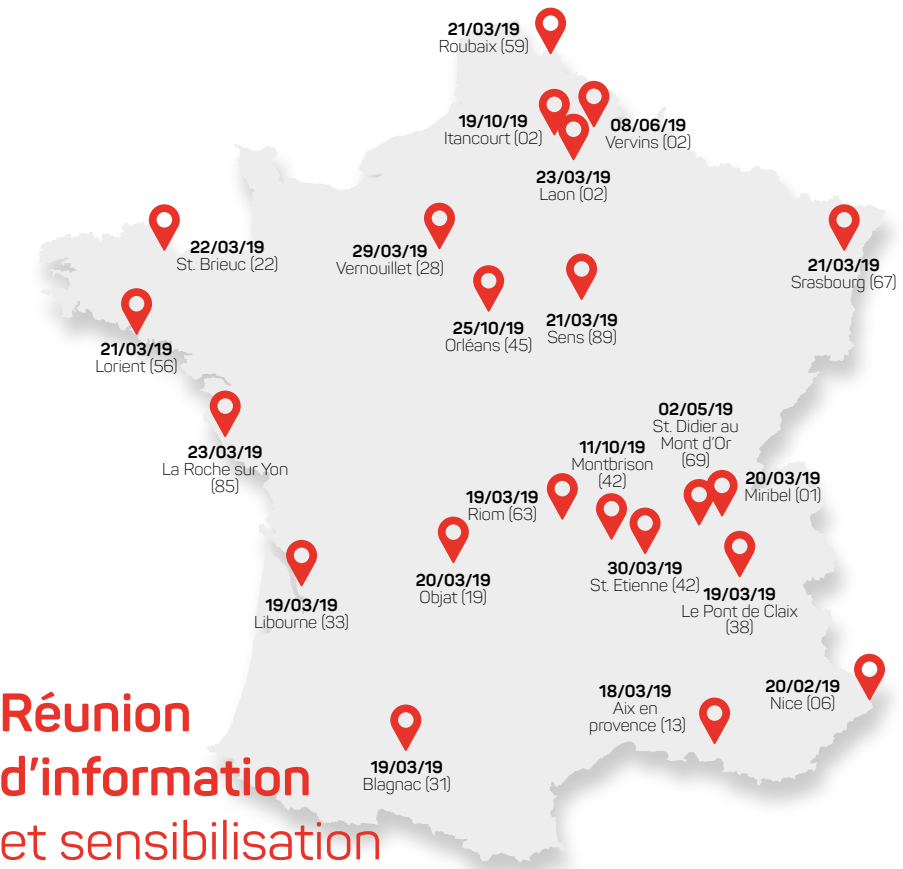 21/03/19
Roubaix (59)
19/10/19
Itancourt (02)
08/06/19
Vervins (02)
23/03/19
Laon (02)
22/03/19
St. Brieuc (22)
29/03/19
Vernouillet (28)
21/03/19
Srasbourg (67)
25/10/19
Orléans (45)
21/03/19
Sens (89)
21/03/19
Lorient (56)
23/03/19
La Roche sur Yon
(85)
02/05/19
St. Didier au
Mont d'Or
(69)
11/10/19
Montbrison
(42)
20/03/19
Miribel (01)
19/03/19
Riom (63)
30/03/19
St. Etienne (42)
19/03/19
Le Pont de Claix
(38)
20/03/19
Objat (19)
19/03/19
Libourne (33)
20/02/19
Nice (06)
18/03/19
Aix en
provence (13)
19/03/19
Blagnac (31)
Réunion
d'information
et sensibilisation